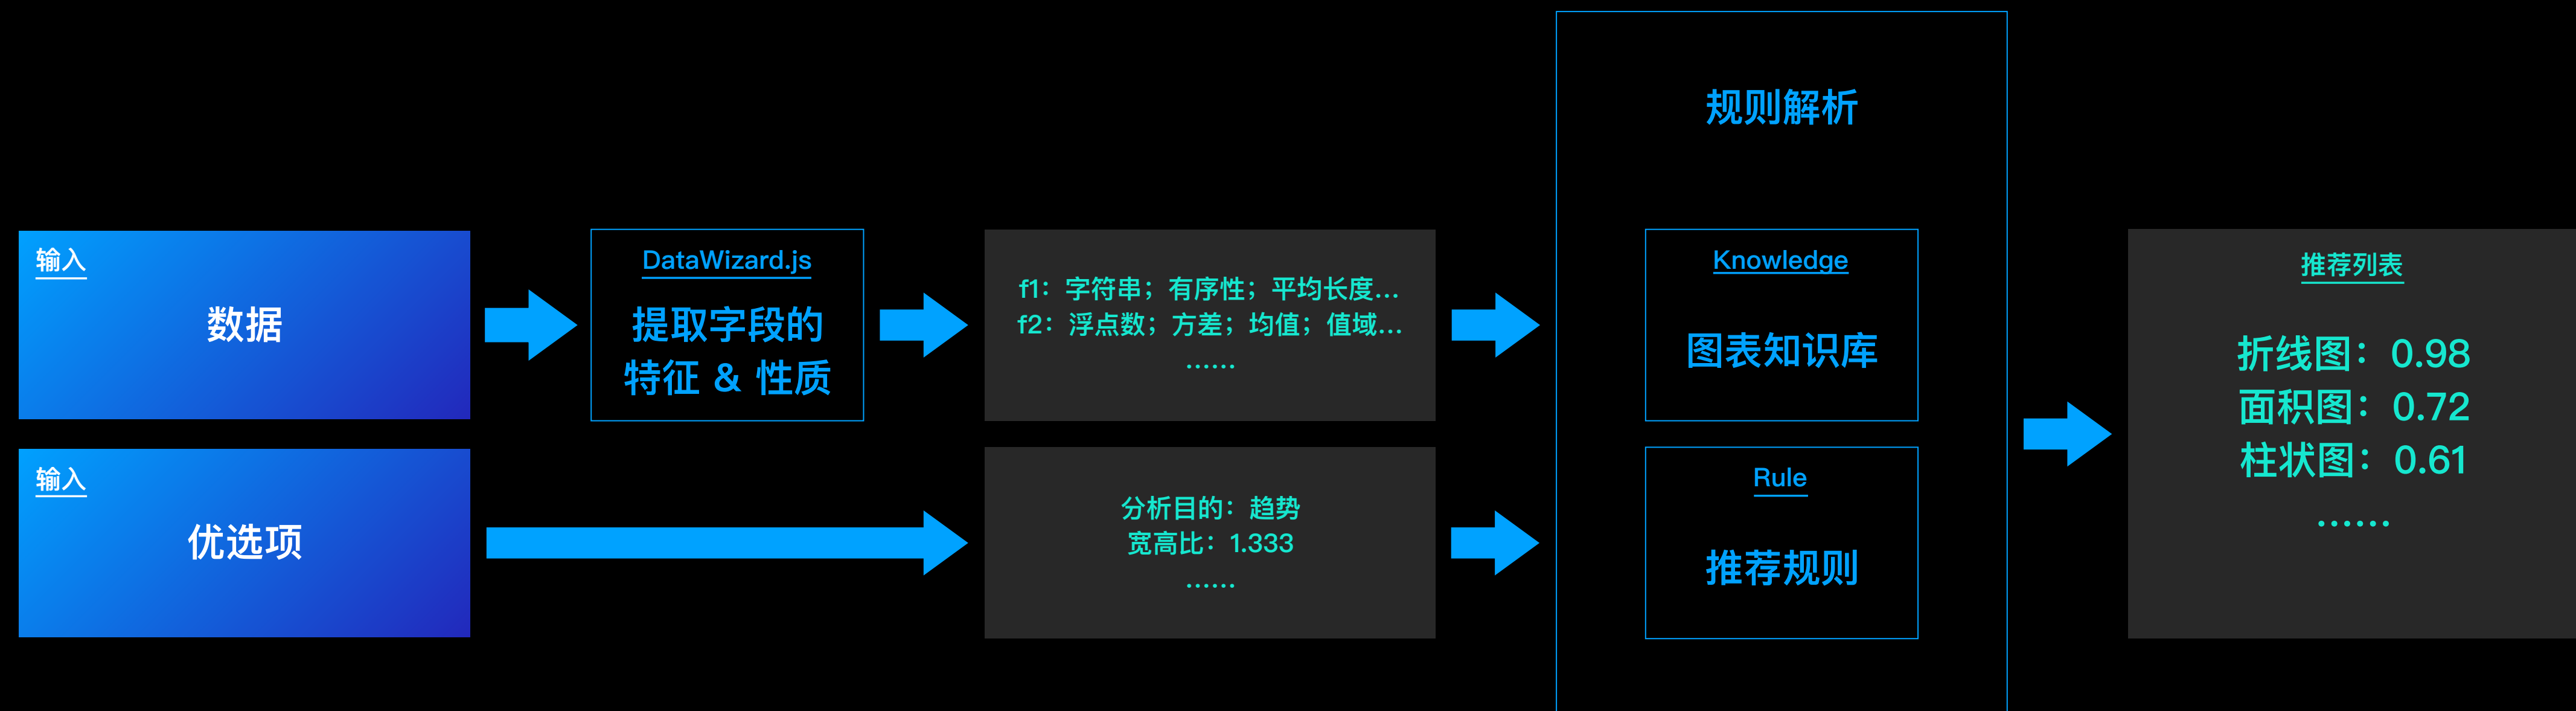 输入
数据
DataWizard.js
提取字段的
特征 & 性质
f1：字符串；有序性；平均长度...
f2：浮点数；方差；均值；值域...
......
输入
优选项
分析目的：趋势
宽高比：1.333
......
规则解析
Knowledge
图表知识库
Rule
推荐规则
推荐列表
折线图：0.98
面积图：0.72
柱状图：0.61
......